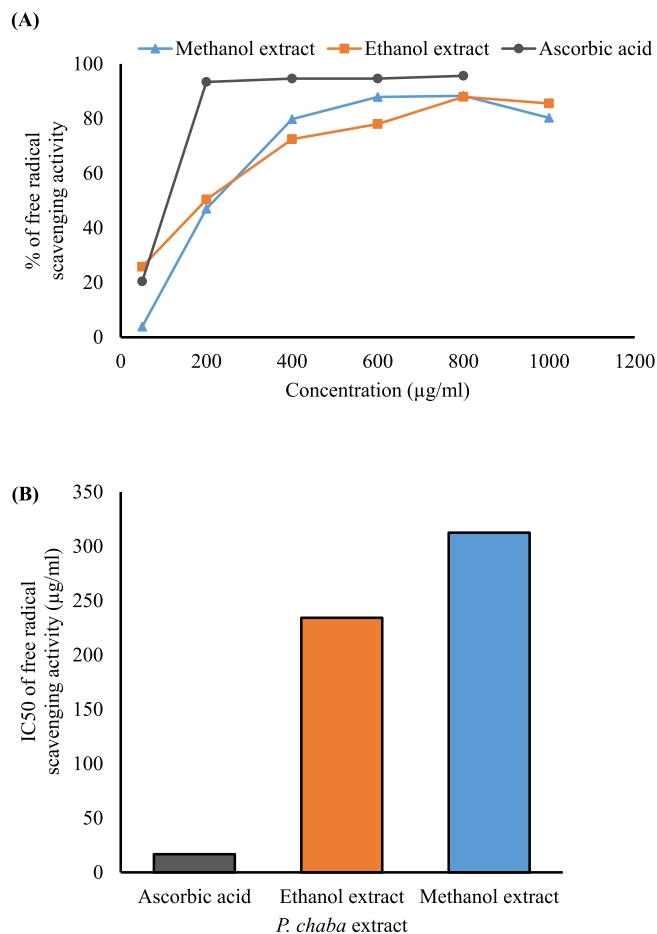 (A)
Methanol extract Ethanol extract Ascorbic acid
% of free radical
scavenging activity
100
80
60
40
20
0
0 200 400 600 800 1000 1200
Concentration (µg/ml)
(B)
IC50 of free radical
scavenging activity (µg/ml)
350
300
250
200
150
100
50
0
Ascorbic acid Ethanol extract Methanol extract
P. chaba extract